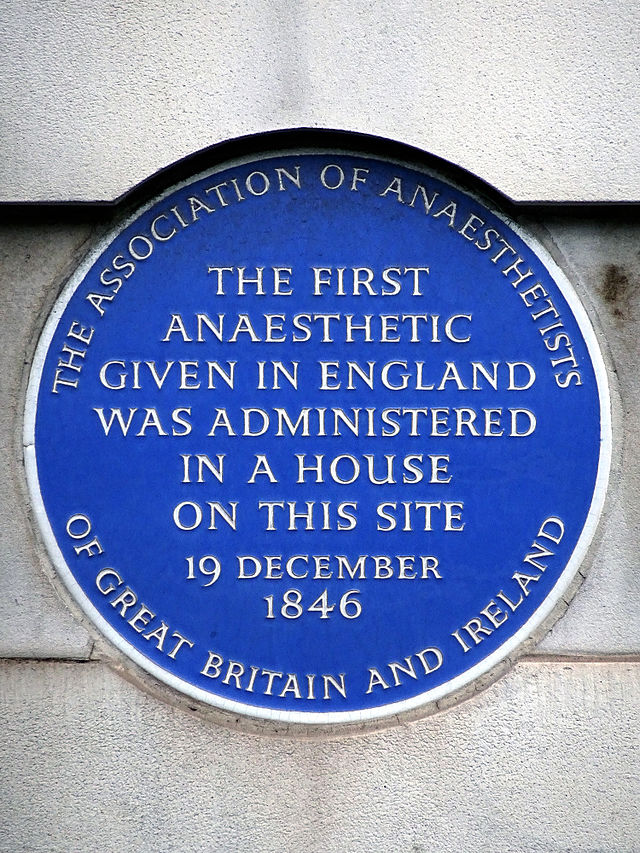 THE ASSOCIATION OF ANAESTHETISTS
THE FIRST
ANAESTHETIC
GIVEN IN ENGLAND
WAS ADMINISTERED
IN A HOUSE
ON THIS SITE
19 DECEMBER
1846
OF GREAT BRITAIN AND IRELAND